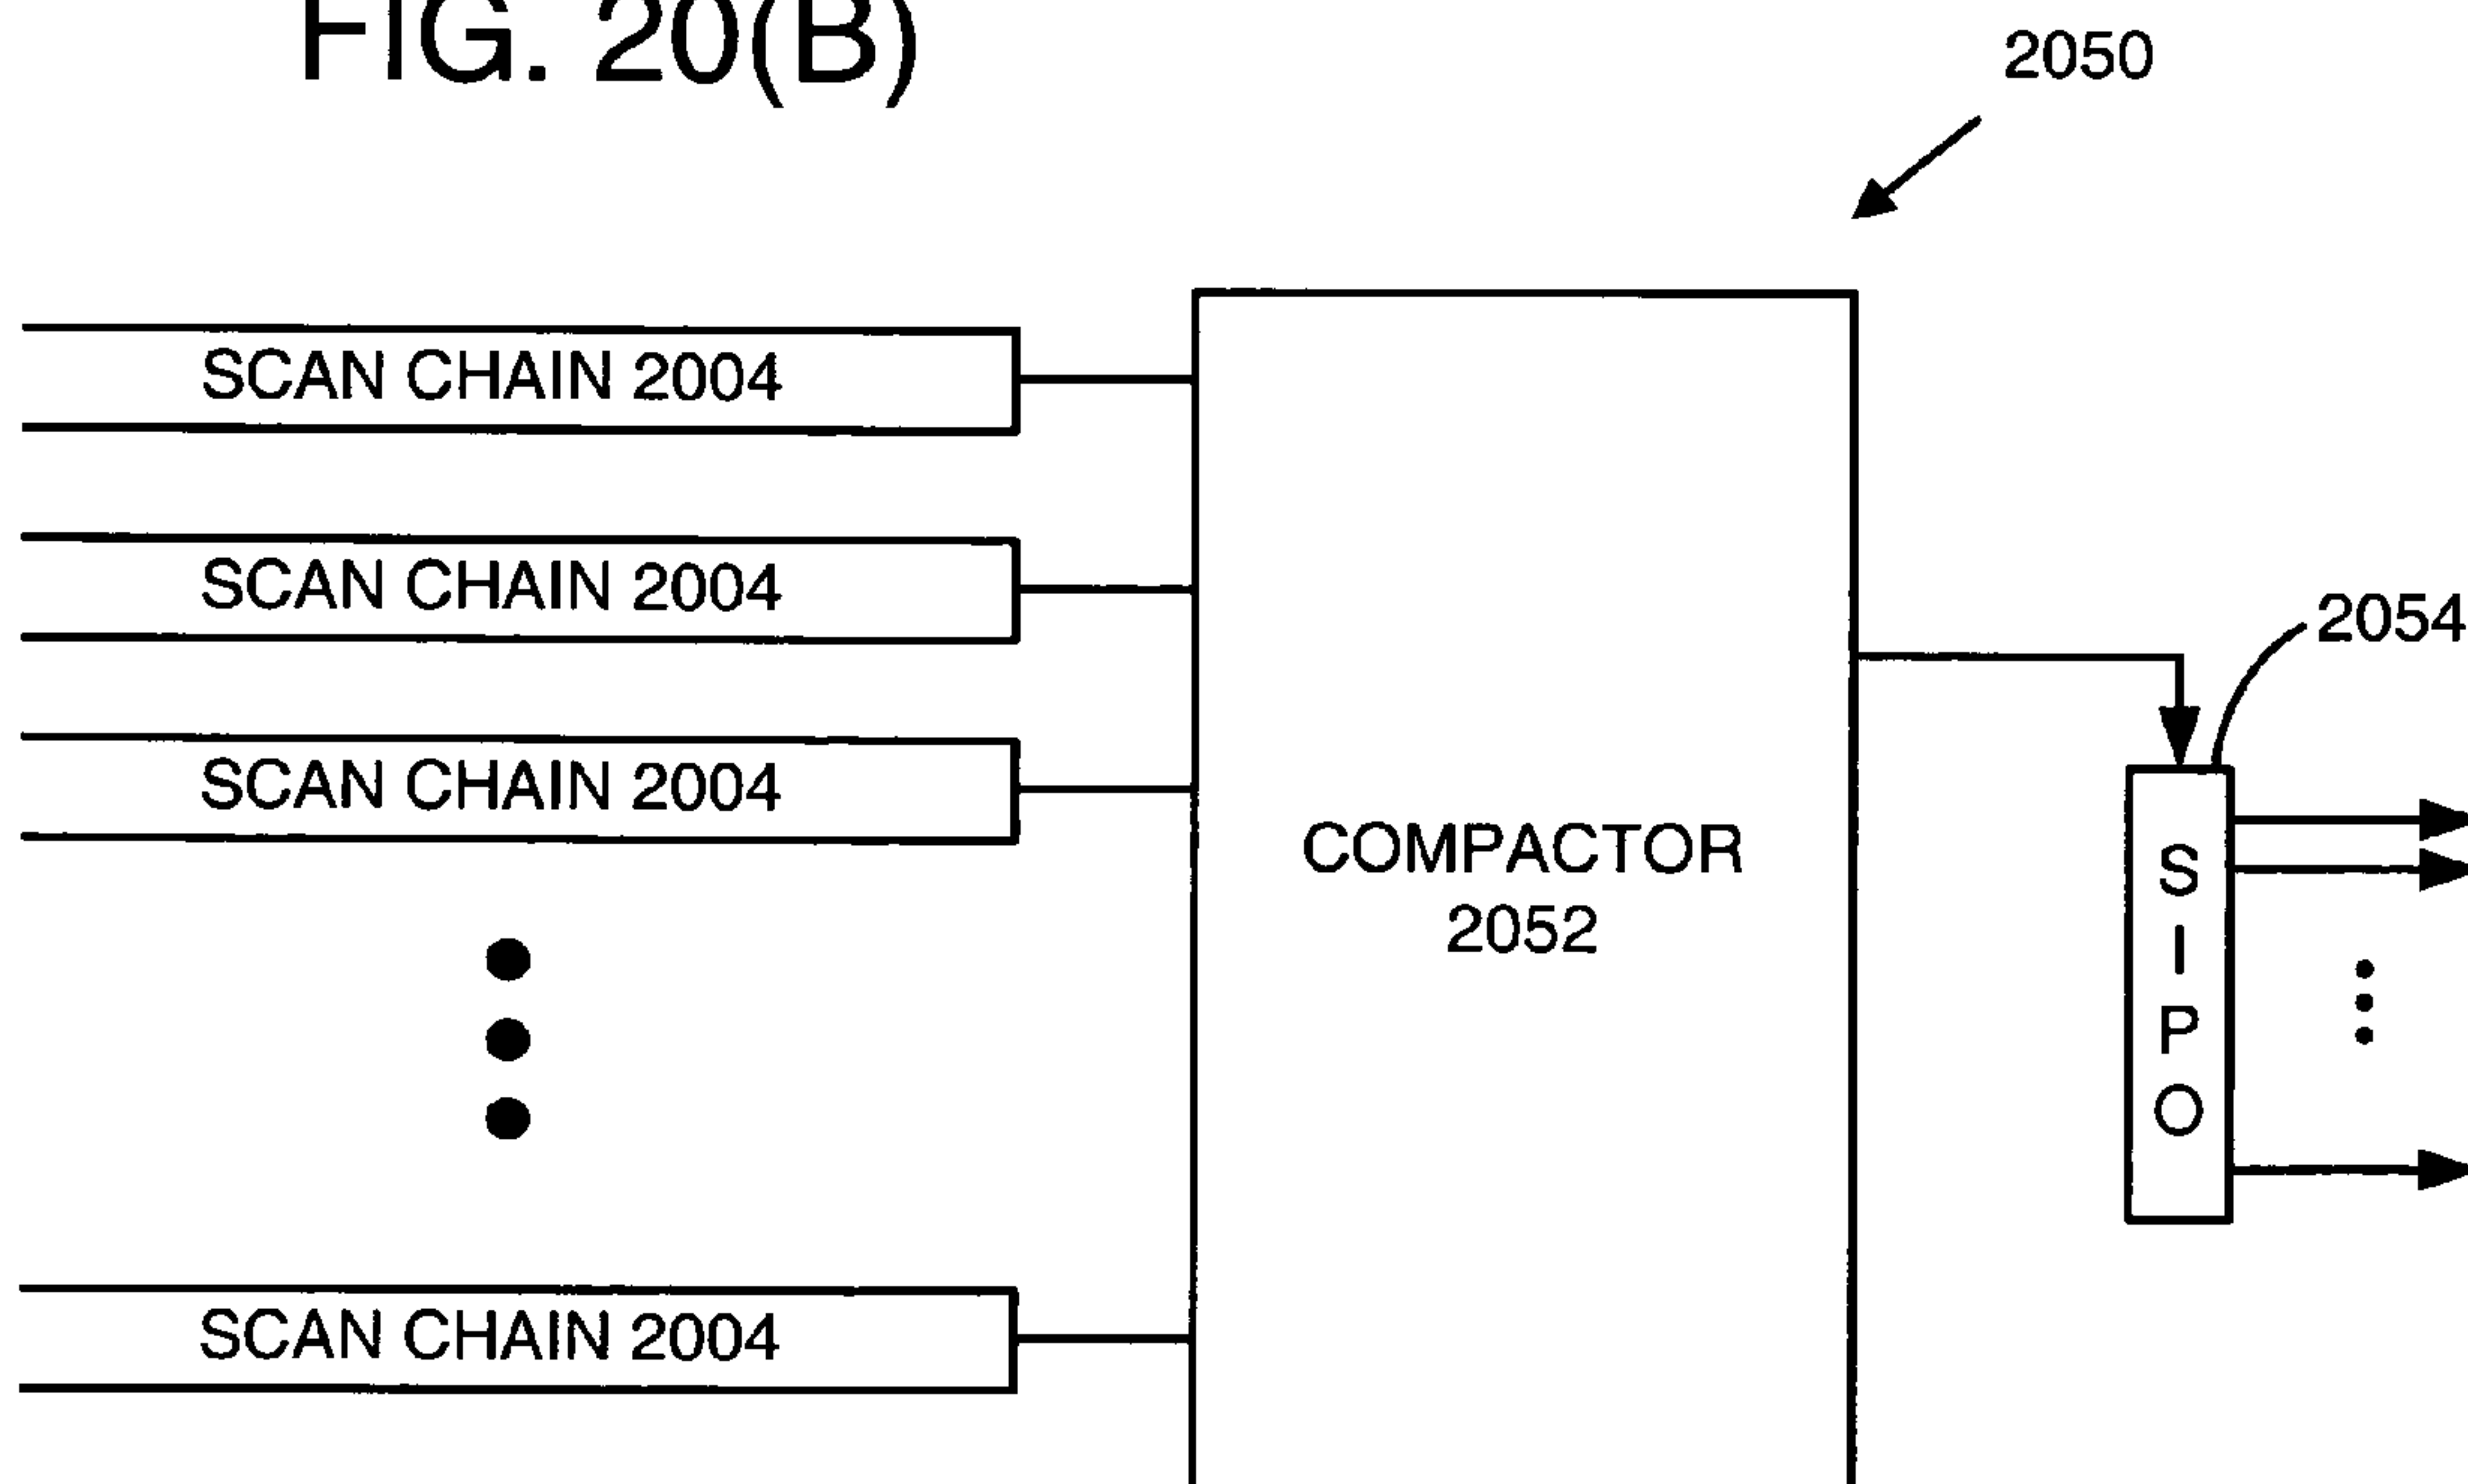 FIG. 20(B)
2050
SCAN CHAIN 2004
SCAN CHAIN 2004
2054
SCAN CHAIN 2004
COMPACTOR
2052
S
I
P
O
SCAN CHAIN 2004